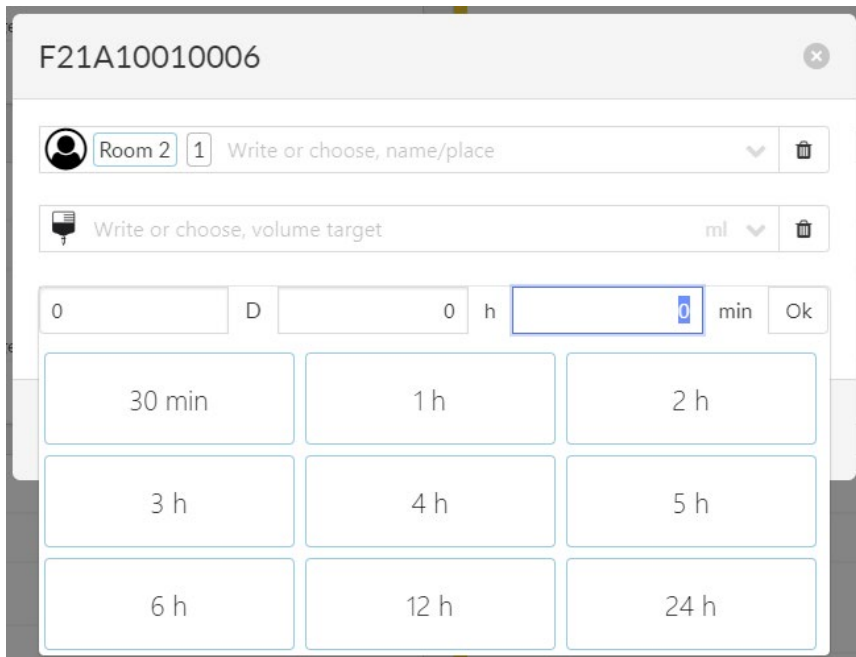 F21A10010006
Room 2 1 Write or choose, name/place
Write or choose, volume target ml
0 D 0 h 0 min Ok
30 min 1 h 2 h
3 h 4 h 5 h
6 h 12 h 24 h